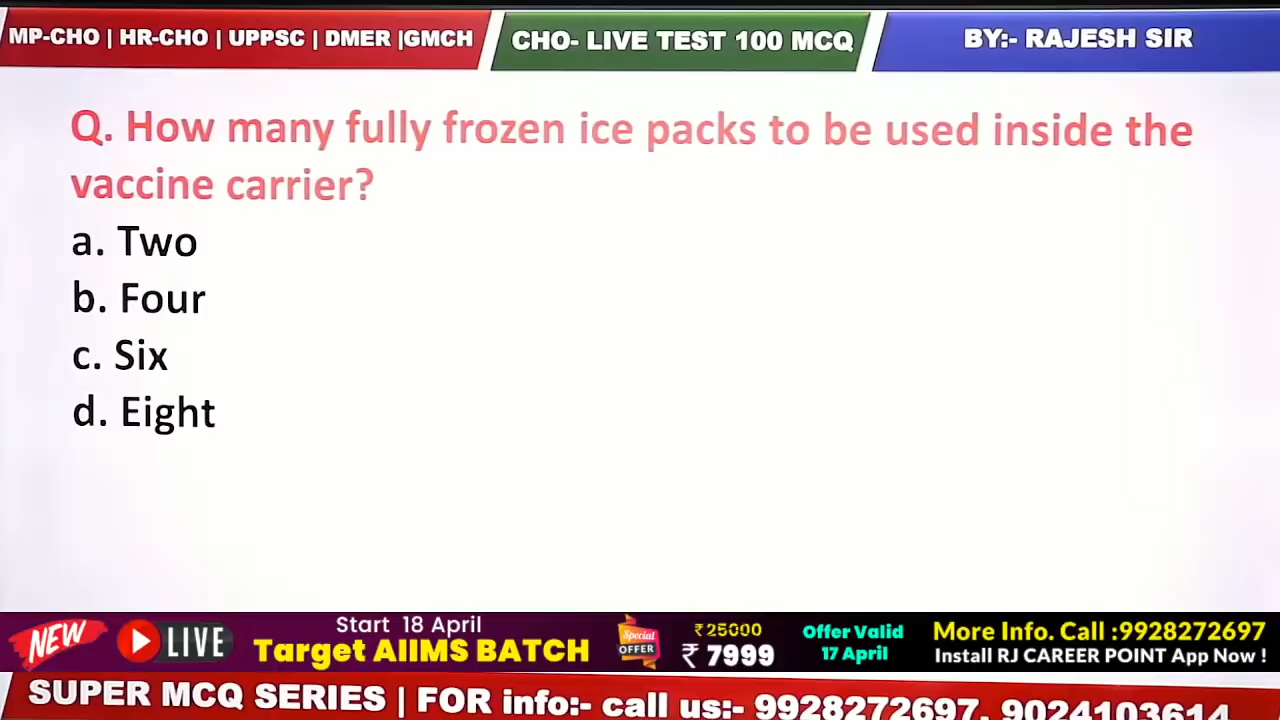 MP-CHO | HR-CHO | UPPSC | DMER |GMCH
CHO- LIVE TEST 100 MCQ
BY:- RAJESH SIR
Q. How many fully frozen ice packs to be used inside the
vaccine carrier?
a. Two
b. Four
c. Six
d. Eight
NEW
LIVE
Start 18 April
Target AIIMS BATCH
Special
OFFER
₹ 25000
₹ 7999
Offer Valid
17 April
More Info. Call :9928272697
Install RJ CAREER POINT App Now !
SUPER MCQ SERIES | FOR info:- call us:- 9928272697, 9024103614